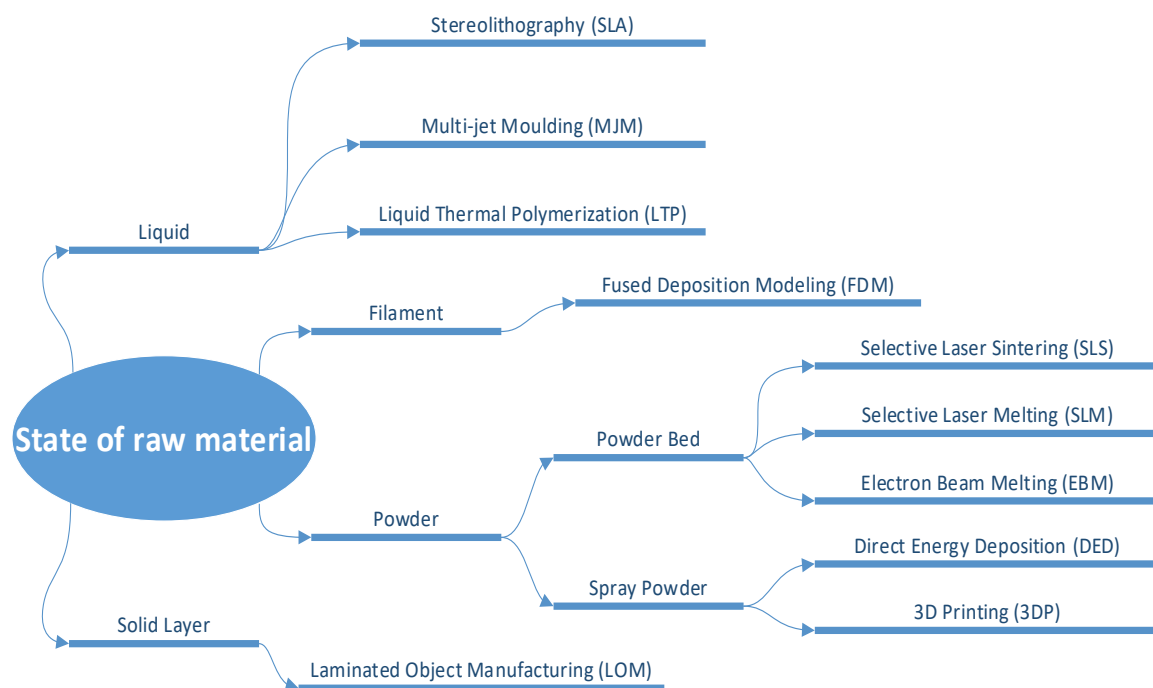 Stereolithography (SLA)
Multi-jet Moulding (MJM)
Liquid Thermal Polymerization (LTP)
Liquid
Fused Deposition Modeling (FDM)
Filament
Selective Laser Sintering (SLS)
Selective Laser Melting (SLM)
State of raw material
Powder Bed
Electron Beam Melting (EBM)
Powder
Direct Energy Deposition (DED)
Spray Powder
3D Printing (3DP)
Solid Layer
Laminated Object Manufacturing (LOM)